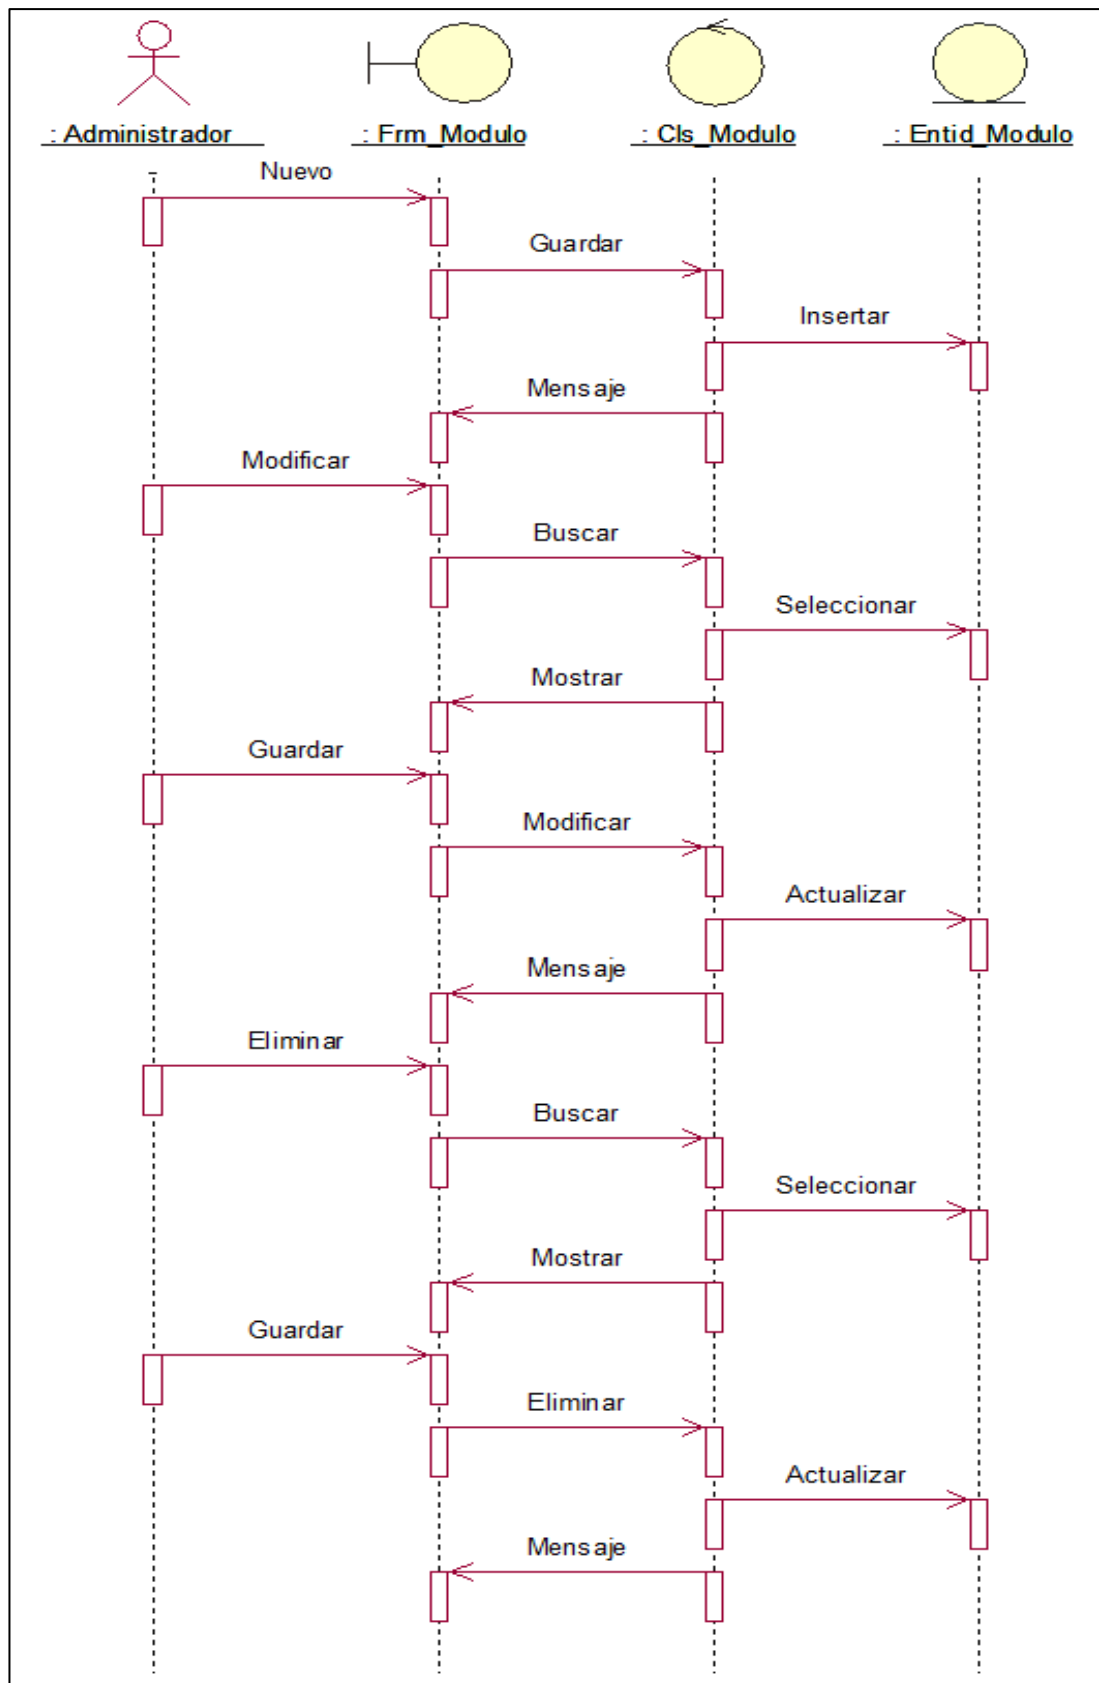 : Administrador
: Frm_Modulo
: Cls_Modulo
: Entid_Modulo
Nuevo
Guardar
Insertar
Mensaje
Modificar
Buscar
Seleccionar
Mostrar
Guardar
Modificar
Actualizar
Mensaje
Eliminar
Buscar
Seleccionar
Mostrar
Guardar
Eliminar
Actualizar
Mensaje